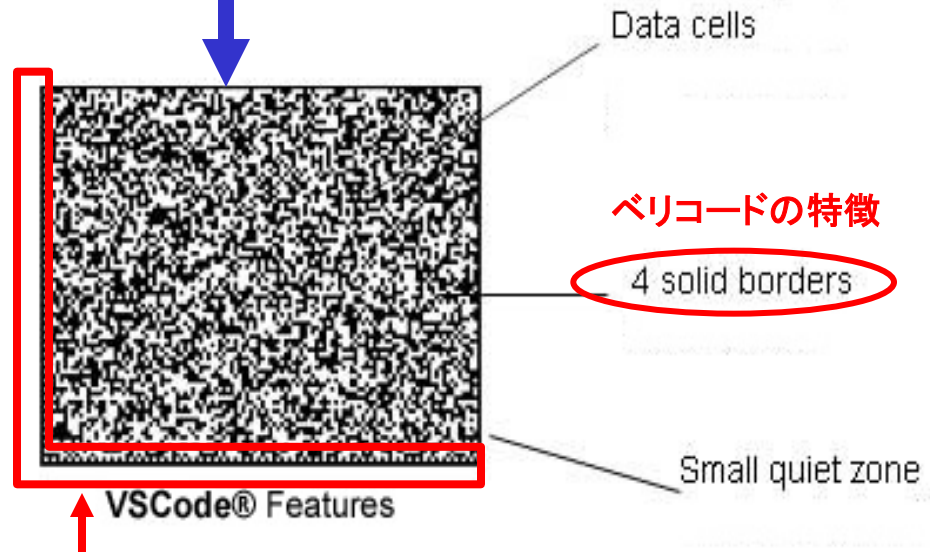 Data cells
ベリコードの特徴
4 solid borders
Small quiet zone
VSCode® Features